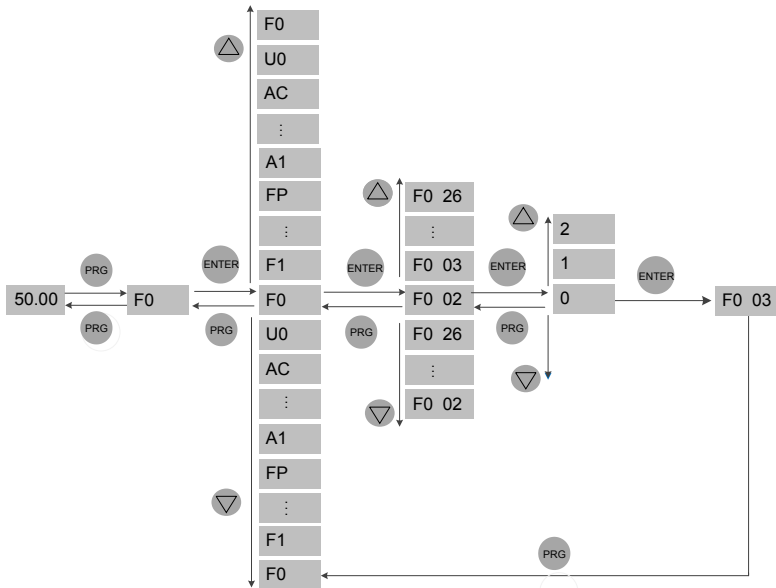 F0
U0
AC
⋮
A1
FP
⋮
F1
F0
U0
AC
⋮
A1
FP
⋮
F1
F0
50.00
PRG
PRG
F0
ENTER
PRG
ENTER
PRG
F0 26
⋮
F0 03
F0 02
F0 26
⋮
F0 02
ENTER
PRG
2
1
0
ENTER
F0 03
PRG